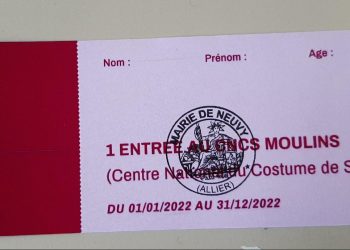 Nom : Prénom : Age :
MAIRIE DE NEUVY
1 ENTREE AU CNCS MOULINS
(Centre National du Costume de S
(ALLIER)
DU 01/01/2022 AU 31/12/2022